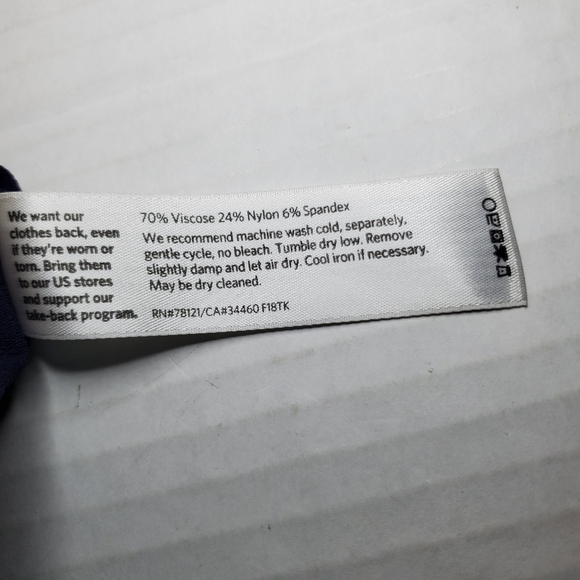 We want our
clothes back, even
if they're worn or
torn. Bring them
to our US stores
and support our
take-back program.
70% Viscose 24% Nylon 6% Spandex
We recommend machine wash cold, separately,
gentle cycle, no bleach. Tumble dry low. Remove
slightly damp and let air dry. Cool iron if necessary.
May be dry cleaned.
RN#78121/CA#34460 F18TK